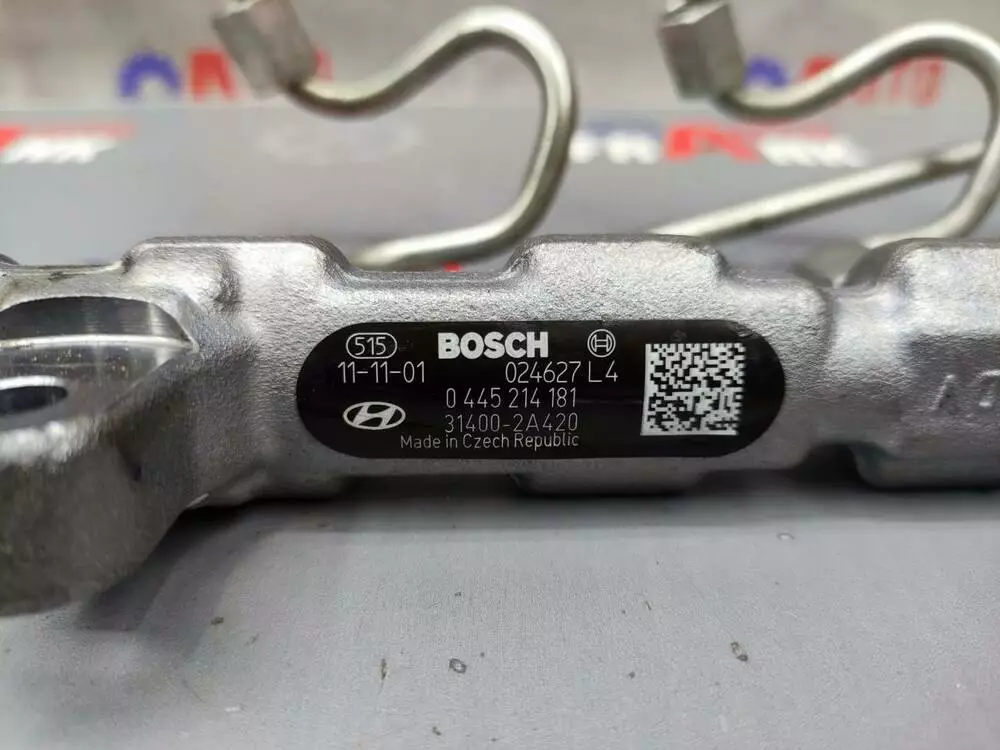 515
BOSCH
11-11-01
024627 L4
0 445 214 181
31400-2A420
Made in Czech Republic